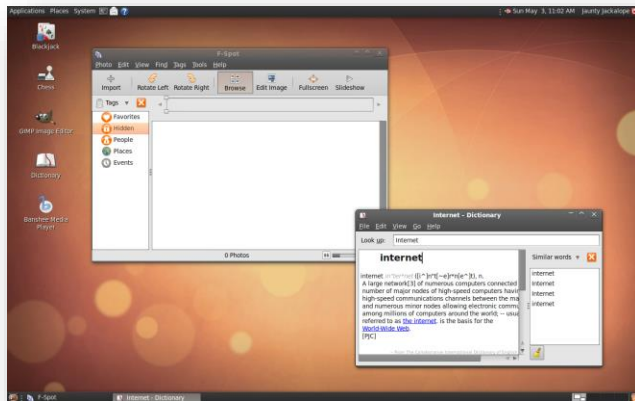 Applications Places System
Sun May 3, 11:02 AM jaunty jackalope
Blackjack
Chess
GIMP Image Editor
Dictionary
Banshee Media
Player
F-Spot
Photo Edit View Find Tags Tools Help
Import Rotate Left Rotate Right Browse Edit Image Fullscreen Slideshow
Tags
Favorites
Hidden
People
Places
Events
0 Photos
Internet - Dictionary
File Edit View Go Help
Look up: Internet
internet
Similar words
internet
internet
internet
internet
internet n.
A large network[3] of numerous computers connected
number of major nodes of high-speed computers
high-speed communications channels between the
and numerous minor nodes allowing electronic
among millions of computers around the world; --
referred to as the internet. is the basis for the
World-Wide Web.
[PJC]
F-Spot
Internet - Dictionary